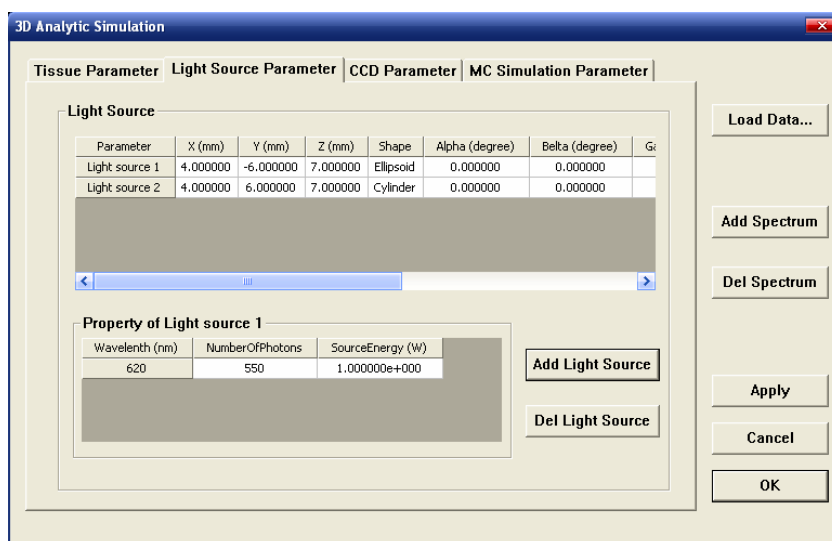 3D Analytic Simulation
Tissue Parameter Light Source Parameter CCD Parameter MC Simulation Parameter
Light Source
Parameter X (mm) Y (mm) Z (mm) Shape Alpha (degree) Belta (degree)
Light source 1 4.000000 -6.000000 7.000000 Ellipsoid 0.000000 0.000000
Light source 2 4.000000 6.000000 7.000000 Cylinder 0.000000 0.000000
Property of Light source 1
Wavelenth (nm) NumberOfPhotons SourceEnergy (W)
620 550 1.000000e+000
Add Light Source
Del Light Source
Load Data...
Add Spectrum
Del Spectrum
Apply
Cancel
OK